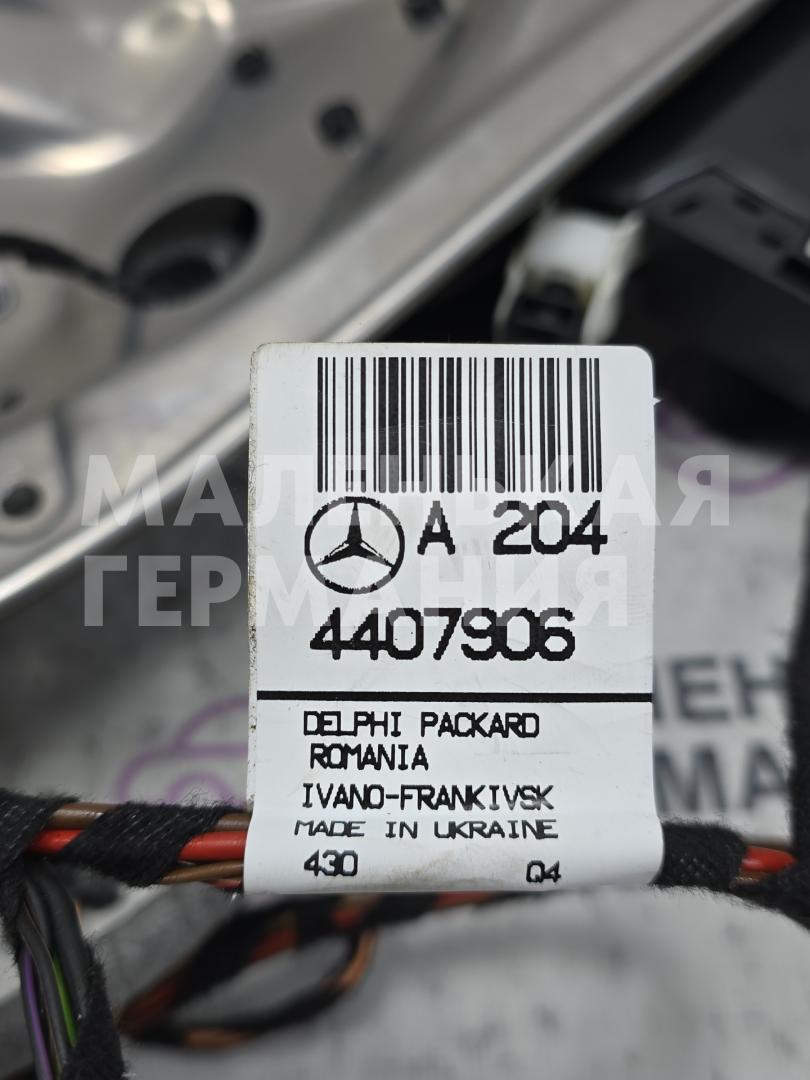 A 204
4407906
DELPHI PACKARD
ROMANIA
IVANO-FRANKIVSK
MADE IN UKRAINE
430 Q4
МАЛЕНЬКАЯ
ГЕРМАНИЯ